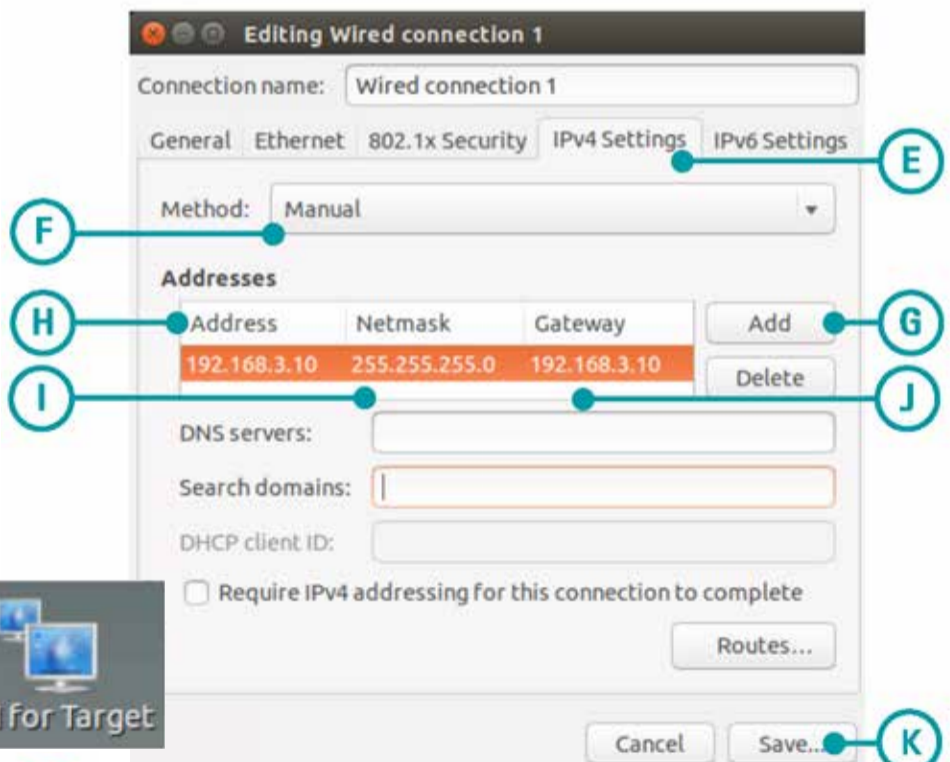 Editing Wired connection 1
Connection name: Wired connection 1
General Ethernet 802.1x Security IPv4 Settings IPv6 Settings
E
Method: Manual
F
Addresses
H
Address Netmask Gateway Add
G
192.168.3.10 255.255.255.0 192.168.3.10
Delete
I
J
DNS servers:
Search domains:
DHCP client ID:
Require IPv4 addressing for this connection to complete
Routes...
for Target
Cancel Save...
K